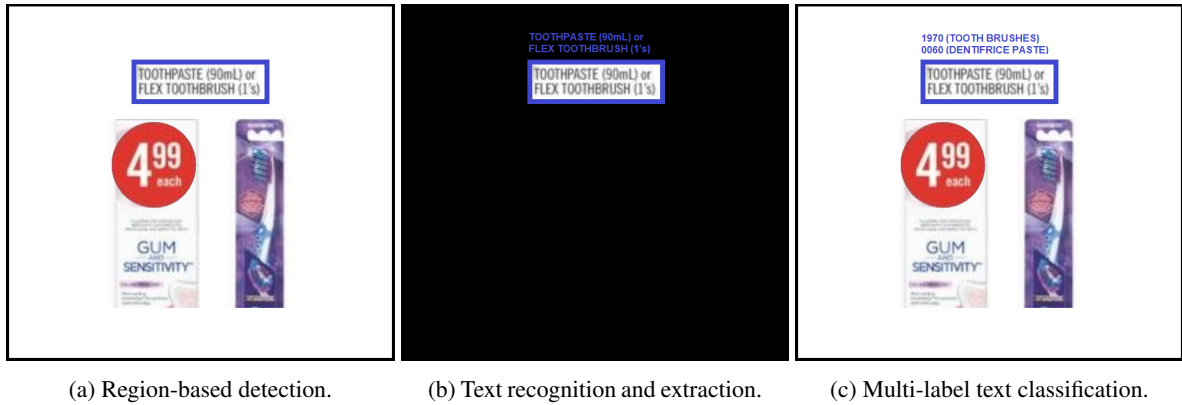 TOOTHPASTE (90mL) or
FLEX TOOTHBRUSH (1's)
4 99
each
GUM
AND
SENSITIVITY™
(a) Region-based detection.
TOOTHPASTE (90mL) or
FLEX TOOTHBRUSH (1's)
TOOTHPASTE (90mL) or
FLEX TOOTHBRUSH (1's)
(b) Text recognition and extraction.
1970 (TOOTH BRUSHES)
0060 (DENTIFRICE PASTE)
TOOTHPASTE (90mL) or
FLEX TOOTHBRUSH (1's)
4 99
each
GUM
AND
SENSITIVITY™
(c) Multi-label text classification.